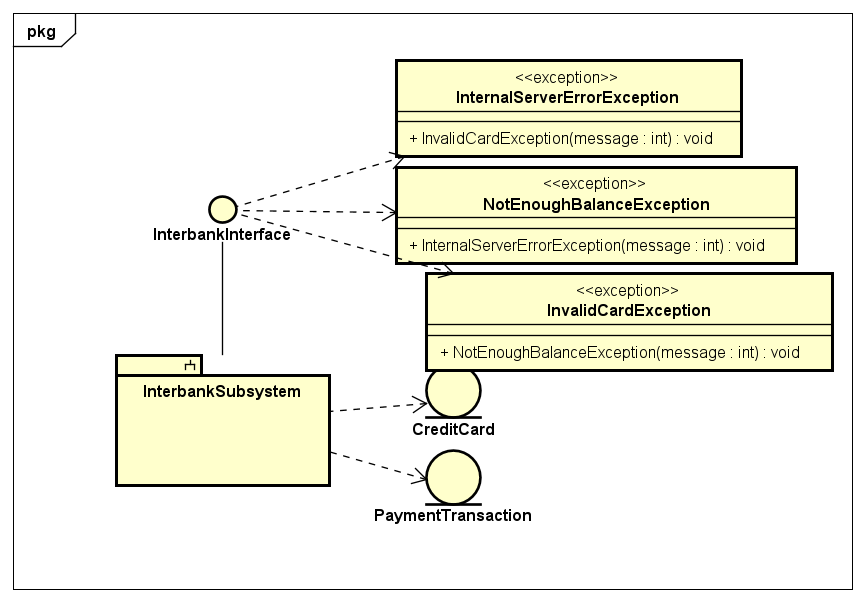 pkg
<<exception>>
InternalServerErrorException
+ InvalidCardException(message : int) : void
<<exception>>
NotEnoughBalanceException
+ InternalServerErrorException(message : int) : void
InterbankInterface
<<exception>>
InvalidCardException
+ NotEnoughBalanceException(message : int) : void
InterbankSubsystem
CreditCard
PaymentTransaction